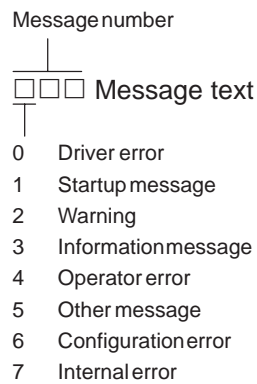 Message number
□□□ Message text
0 Driver error
1 Startup message
2 Warning
3 Information message
4 Operator error
5 Other message
6 Configuration error
7 Internal error